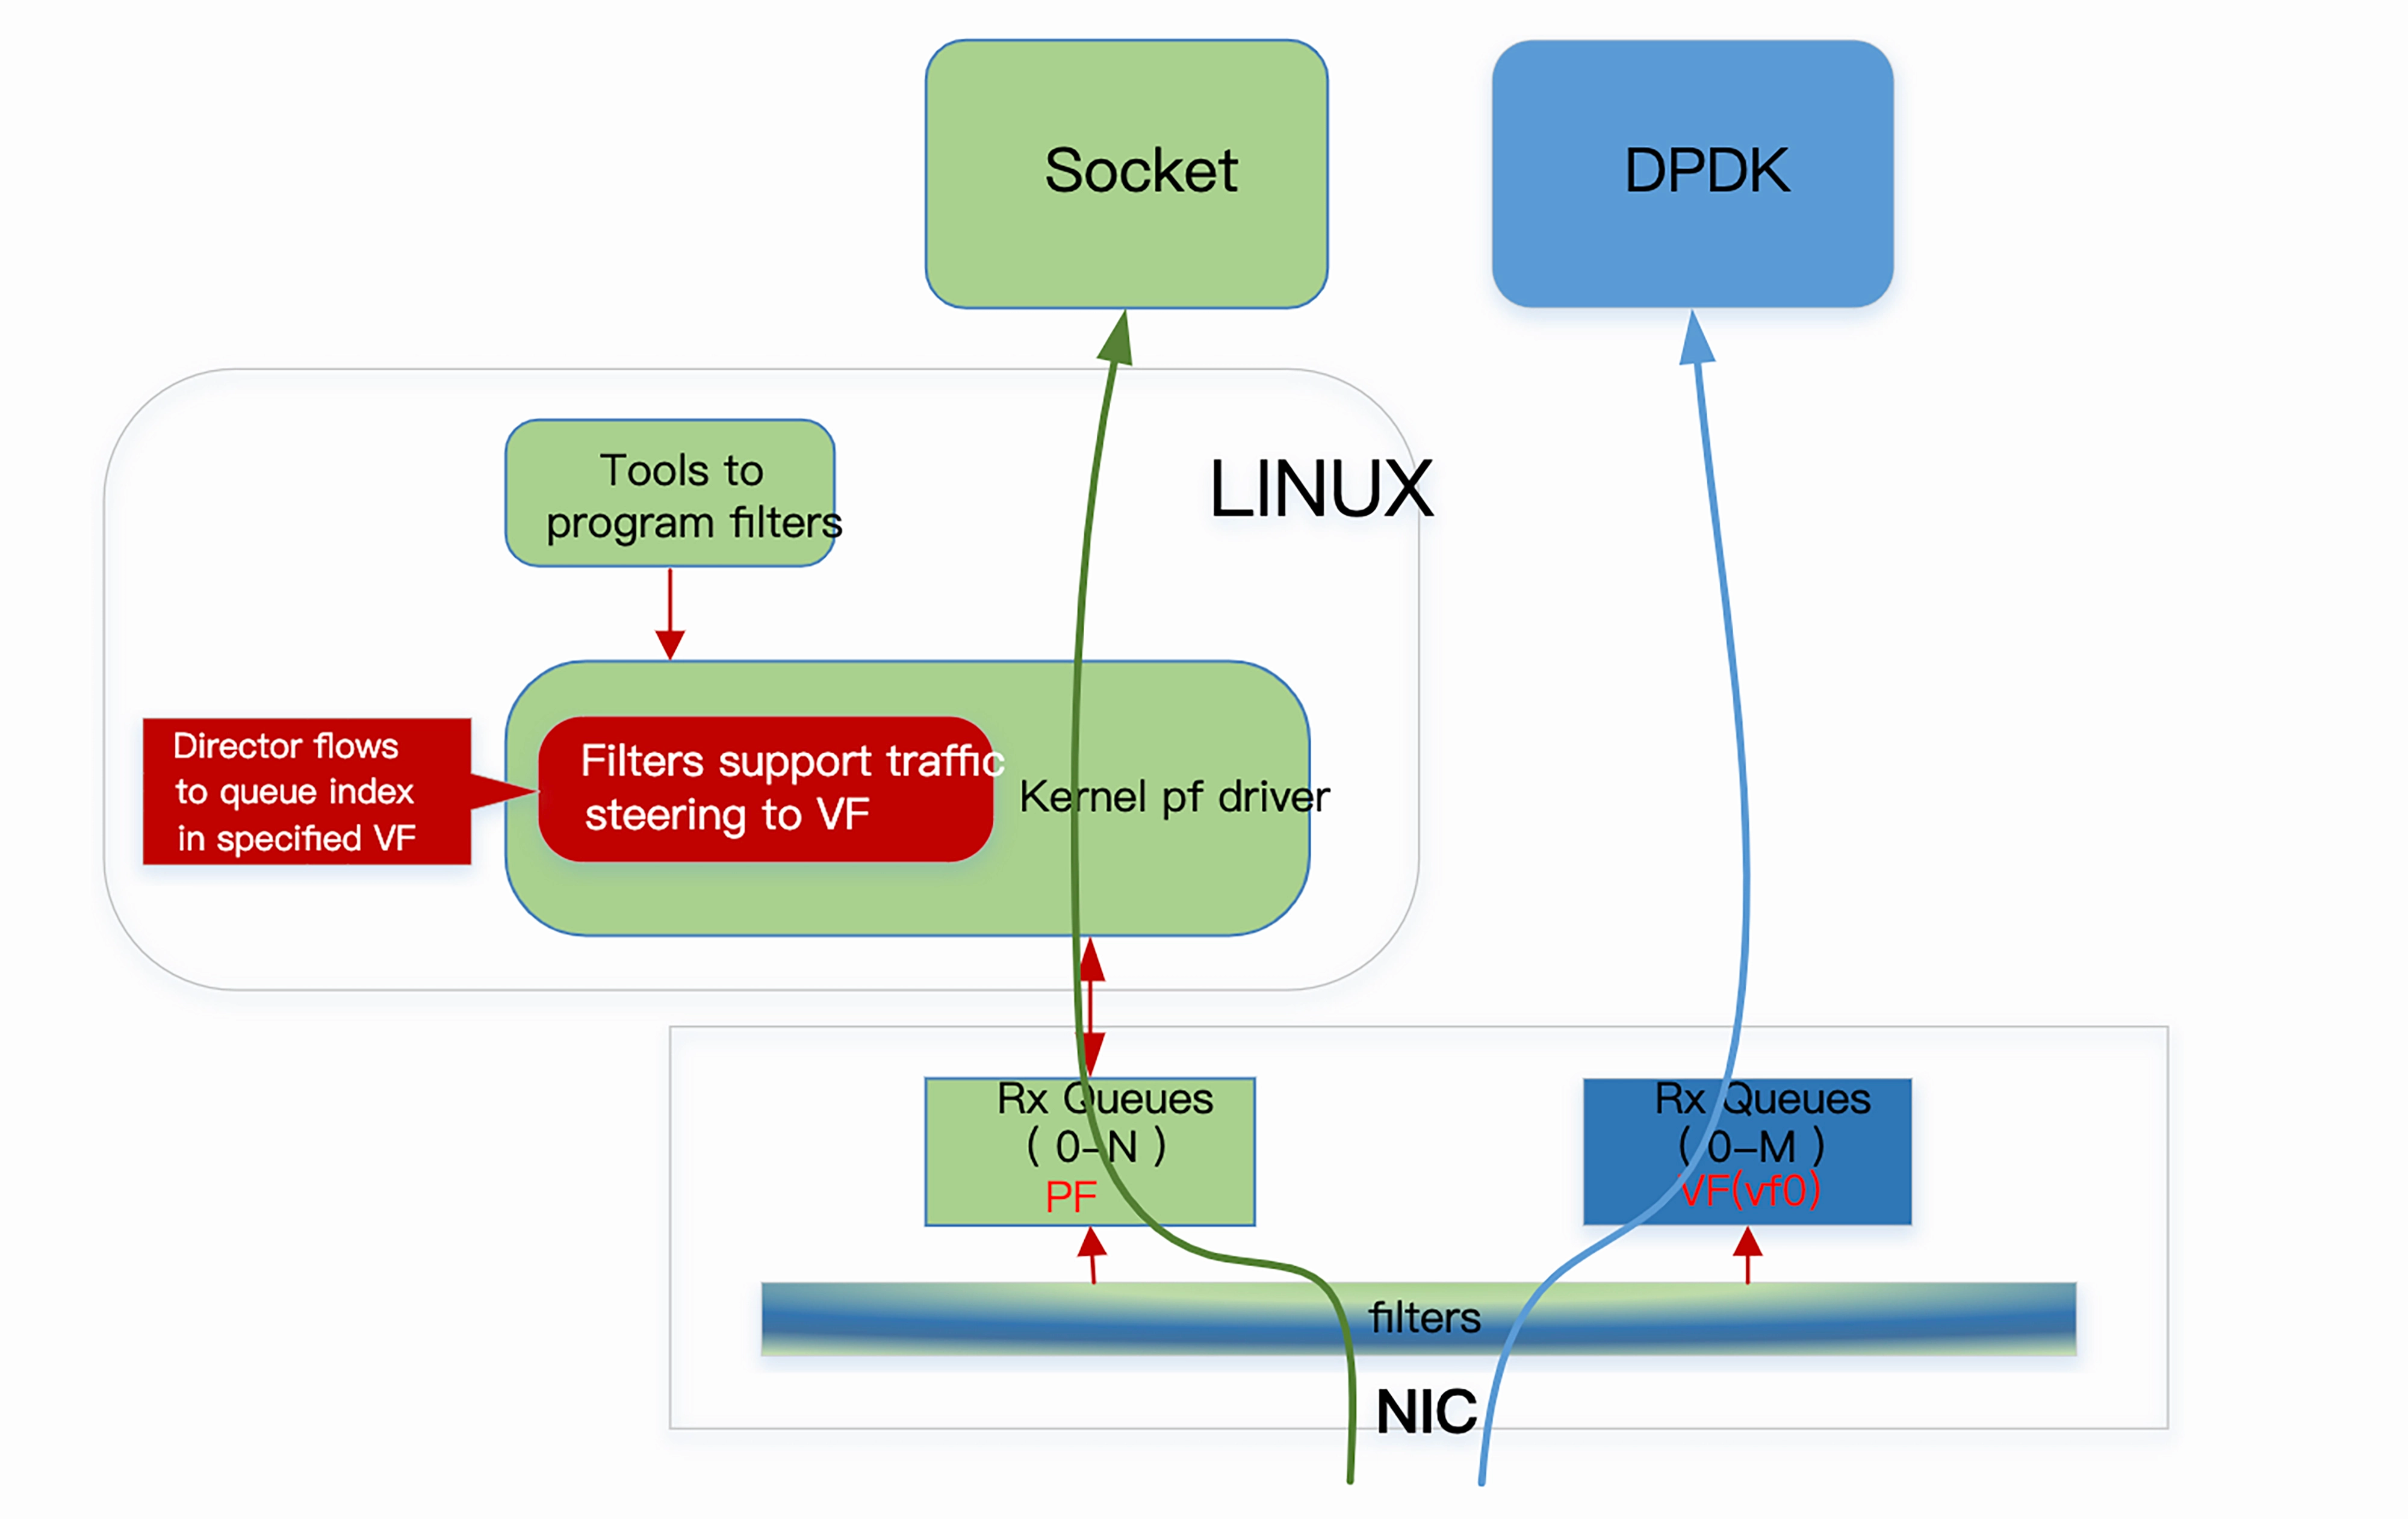 Socket
DPDK
LINUX
Tools to
program filters
Director flows
to queue index
in specified VF
Filters support traffic
steering to VF
Kernel pf driver
Rx Queues
( 0-N )
PF
Rx Queues
( 0-M )
VF(vf0)
filters
NIC